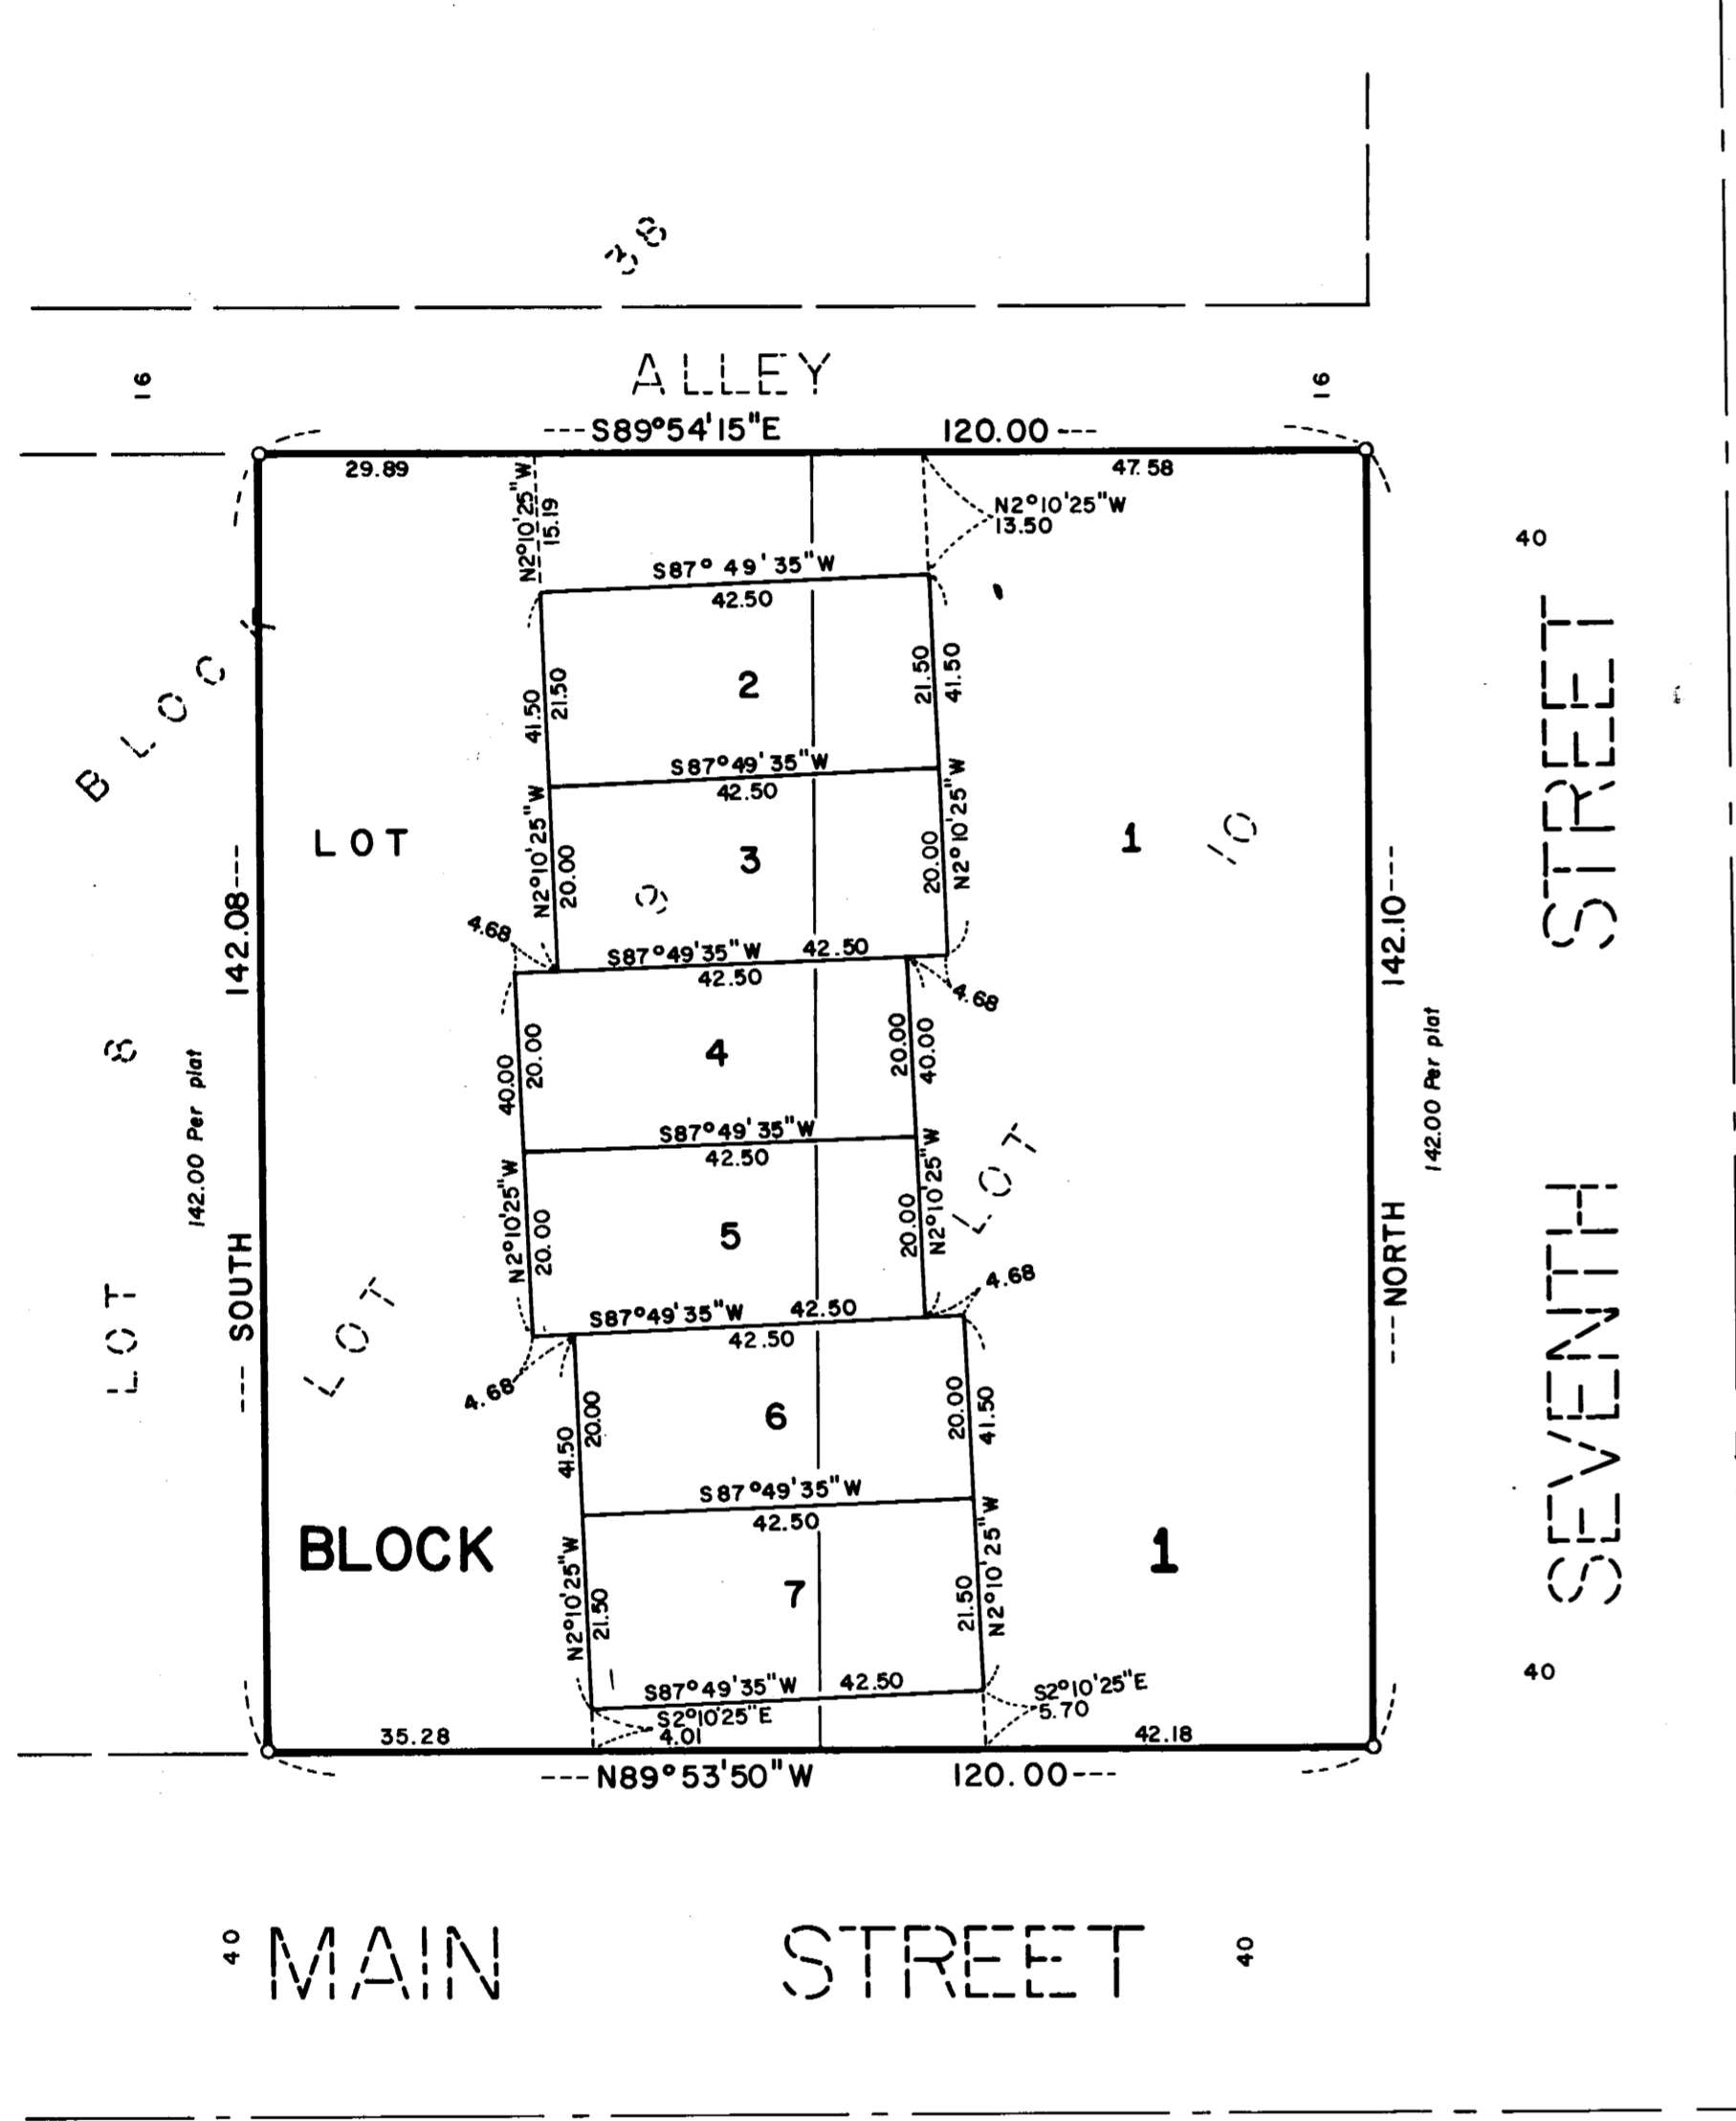 38
ALLEY
16
16
---S89°54'15"E 120.00---
29.89
47.58
N2°10'25"W
15.19
N2°10'25"W
13.50
40
S87°49'35"W
42.50
BLOCK
41.50
21.50
2
21.50
41.50
S87°49'35"W
42.50
LOT
N2°10'25"W
20.00
3
20.00
N2°10'25"W
1
10
9
4.68
S87°49'35"W 42.50
42.50
4.68
142.08---
142.10---
STREET
8
142.00 Per plat
142.00 Per plat
40.00
20.00
4
20.00
40.00
S87°49'35"W
42.50
LOT
N2°10'25"W
20.00
5
20.00
N2°10'25"W
4.68
LOT
--- SOUTH
LOT
---NORTH
S87°49'35"W 42.50
42.50
4.68
41.50
20.00
6
20.00
41.50
SEVENTH
S87°49'35"W
42.50
BLOCK
1
N2°10'25"W
21.50
7
21.50
N2°10'25"W
S87°49'35"W 42.50
S2°10'25"E
5.70
40
S2°10'25"E
4.01
35.28
42.18
---N89°53'50"W 120.00---
40
MAIN STREET
40